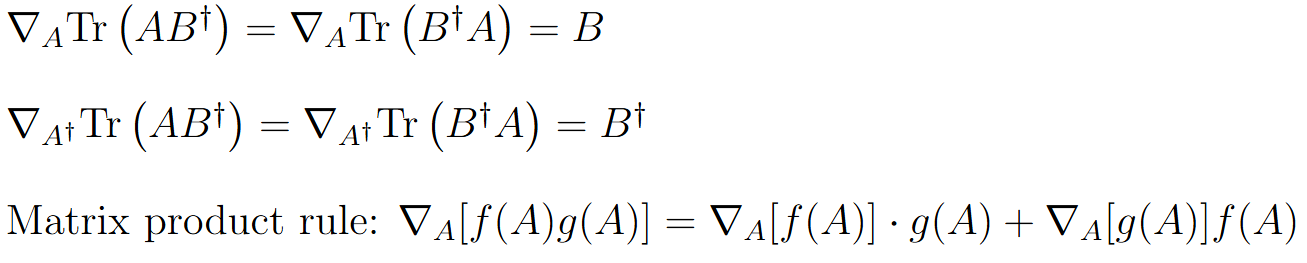 ∇_A Tr (AB†) = ∇_A Tr (B†A) = B
∇_{A†} Tr (AB†) = ∇_{A†} Tr (B†A) = B†
Matrix product rule: ∇_A[f(A)g(A)] = ∇_A[f(A)] · g(A) + ∇_A[g(A)]f(A)